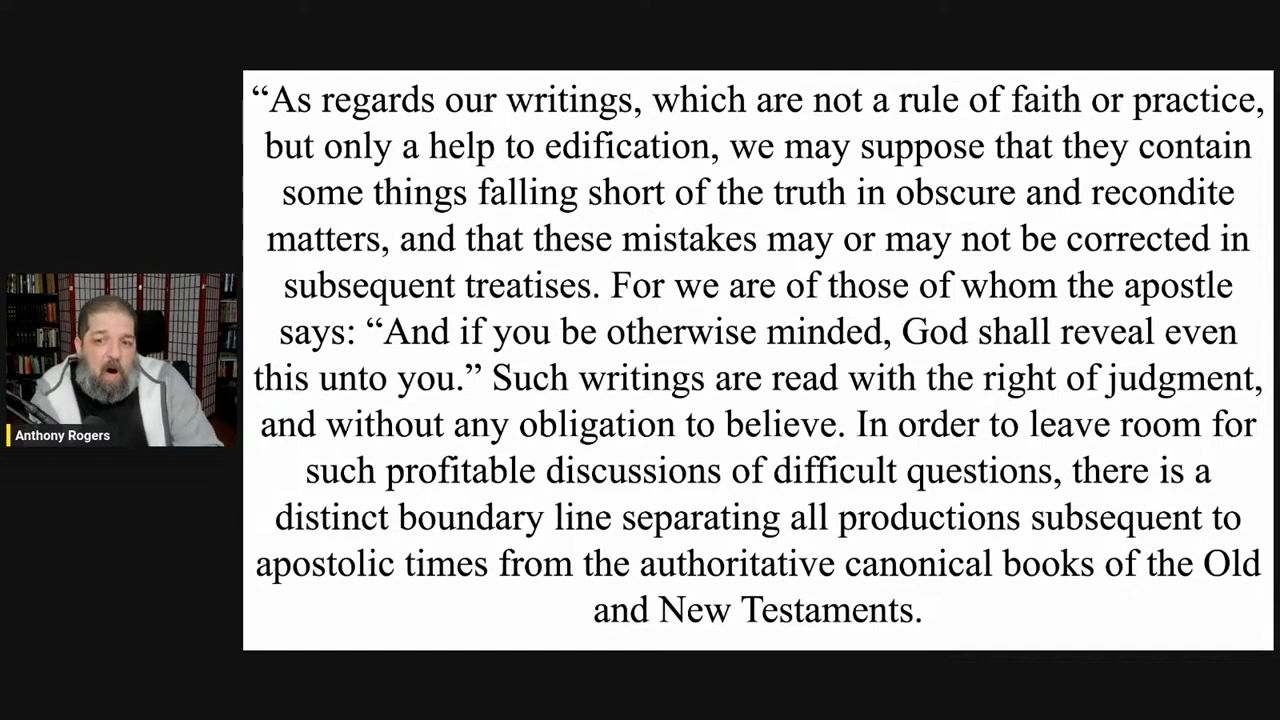 “As regards our writings, which are not a rule of faith or practice,
but only a help to edification, we may suppose that they contain
some things falling short of the truth in obscure and recondite
matters, and that these mistakes may or may not be corrected in
subsequent treatises. For we are of those of whom the apostle
says: “And if you be otherwise minded, God shall reveal even
this unto you.” Such writings are read with the right of judgment,
and without any obligation to believe. In order to leave room for
such profitable discussions of difficult questions, there is a
distinct boundary line separating all productions subsequent to
apostolic times from the authoritative canonical books of the Old
and New Testaments.
Anthony Rogers